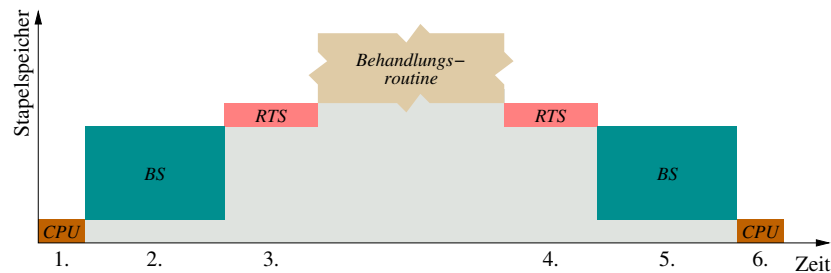 Stapelspeicher
Behandlungs−
routine
RTS
RTS
BS
BS
CPU
CPU
1.
2.
3.
4.
5.
6.
Zeit